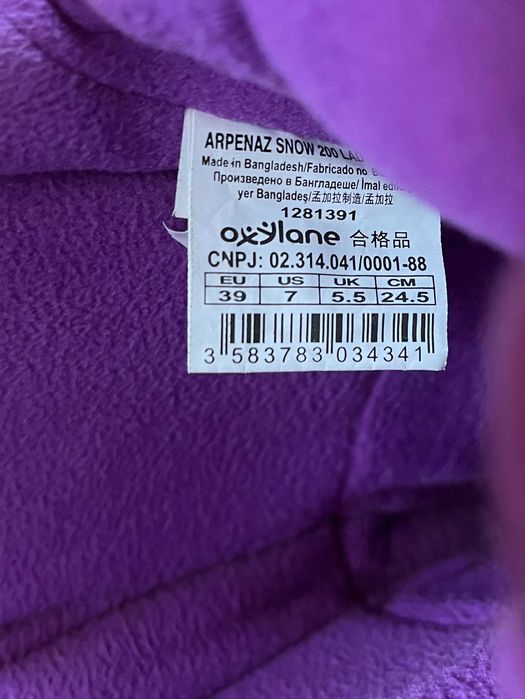 ARPENAZ SNOW 200
Made in Bangladesh/Fabricado no
Произведено в Бангладеше/ İmal
yer Bangladeş/孟加拉制造/孟加拉
1281391
oxylane 合格品
CNPJ: 02.314.041/0001-88
EU US UK CM
39 7 5.5 24.5
3 583783 034341